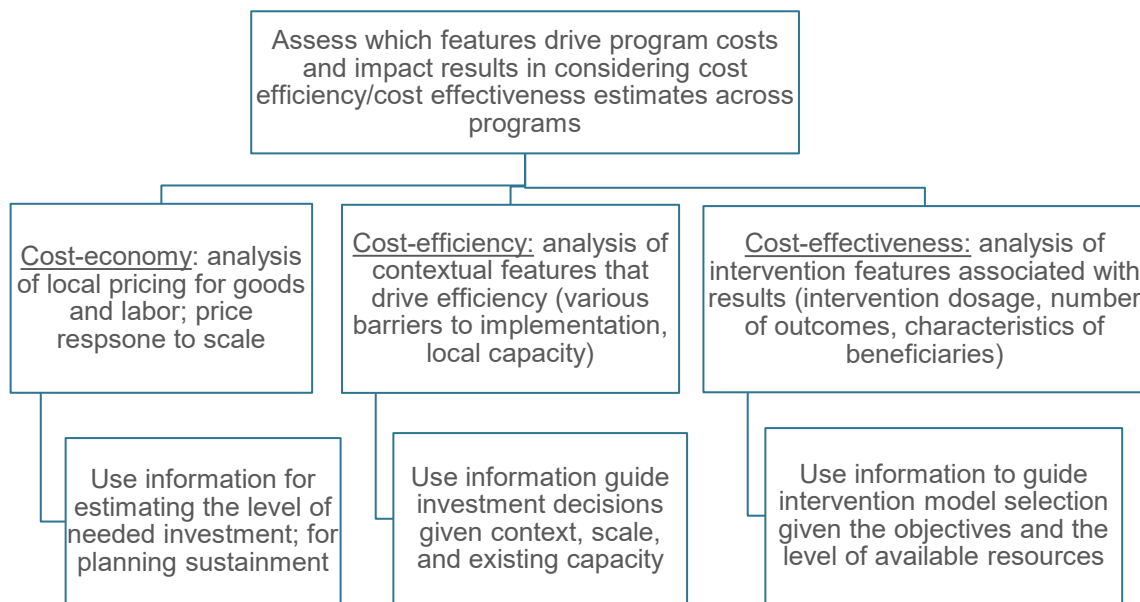 Assess which features drive program costs
and impact results in considering cost
efficiency/cost effectiveness estimates across
programs
Cost-economy: analysis
of local pricing for goods
and labor; price
respsone to scale
Cost-efficiency: analysis of
contextual features that
drive efficiency (various
barriers to implementation,
local capacity)
Cost-effectiveness: analysis of
intervention features associated with
results (intervention dosage, number
of outcomes, characteristics of
beneficiaries)
Use information for
estimating the level of
needed investment; for
planning sustainment
Use information guide
investment decisions
given context, scale,
and existing capacity
Use information to guide
intervention model selection
given the objectives and the
level of available resources